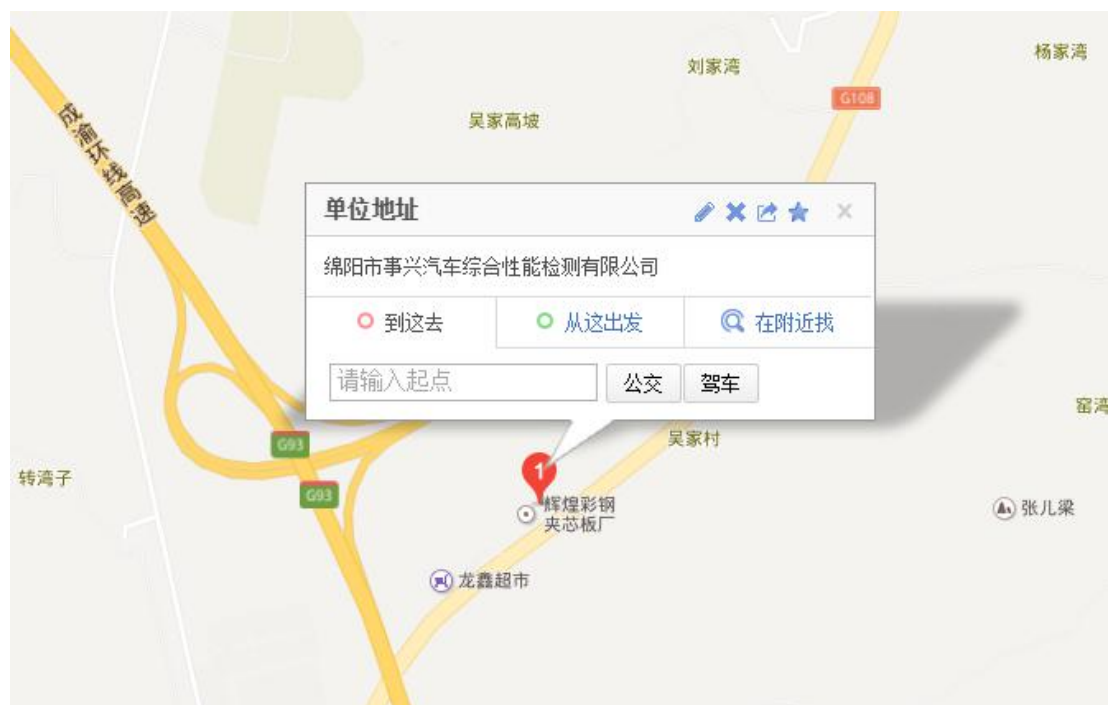 杨家湾
刘家湾
G108
吴家高坡
成渝环线高速
单位地址
绵阳市事兴汽车综合性能检测有限公司
到这去
从这出发
在附近找
请输入起点
公交
驾车
窑湾
吴家村
G93
转湾子
1
G93
辉煌彩钢
夹芯板厂
张儿梁
龙鑫超市